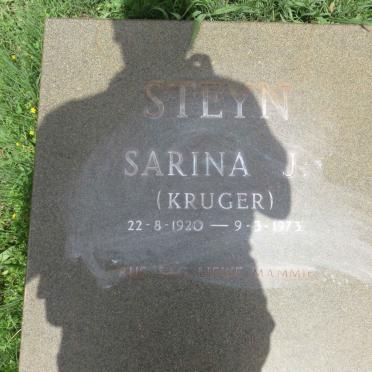 STEYN
SARINA J.
(KRUGER)
22-8-1920 — 9-3-1973
LIEWE MAMMIE